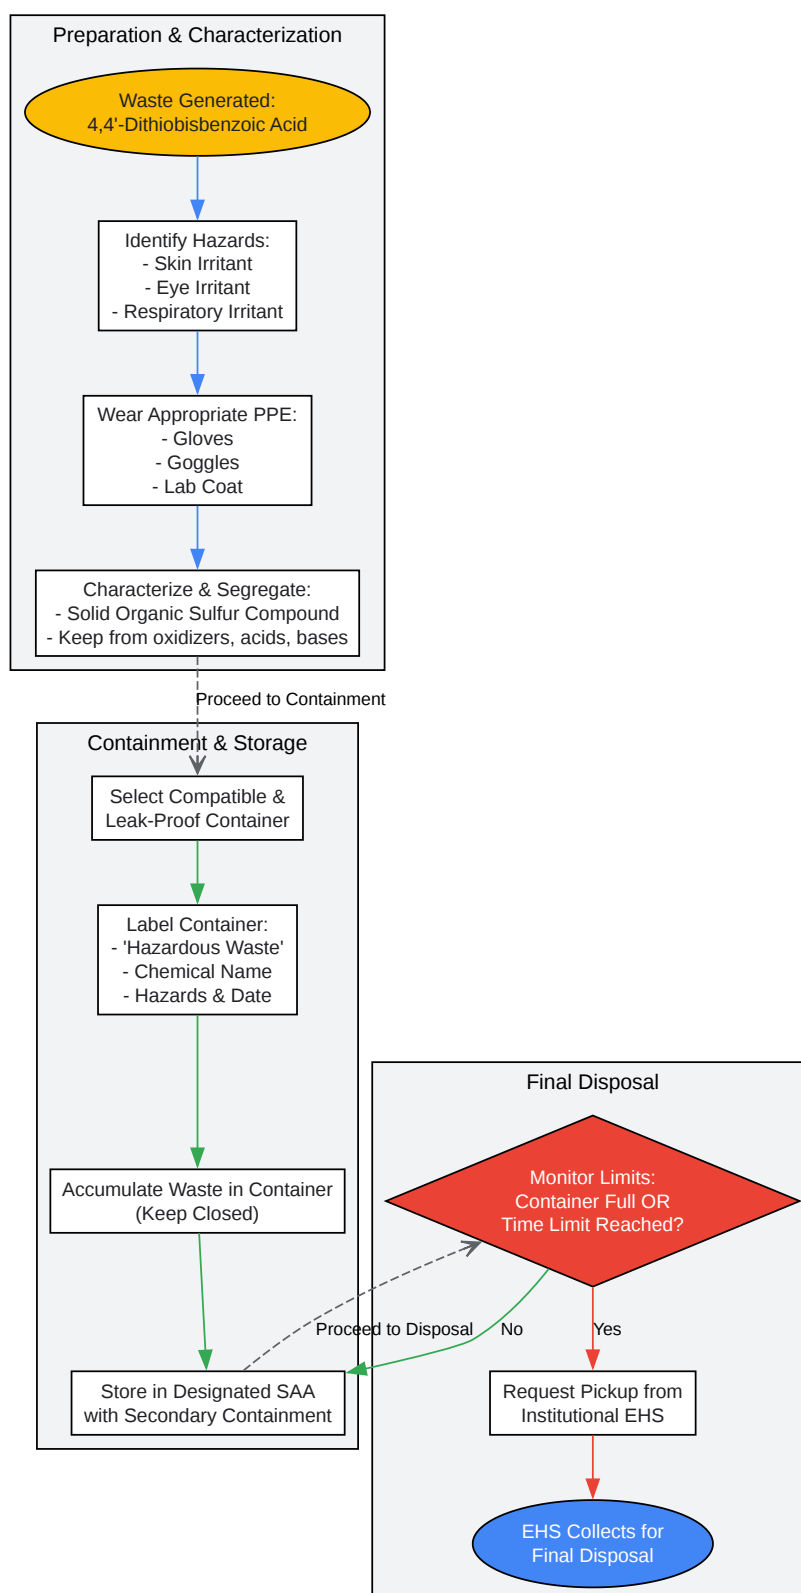 Preparation & Characterization
Waste Generated:
4,4'-Dithiobisbenzoic Acid
Identify Hazards:
- Skin Irritant
- Eye Irritant
- Respiratory Irritant
Wear Appropriate PPE:
- Gloves
- Goggles
- Lab Coat
Characterize & Segregate:
- Solid Organic Sulfur Compound
- Keep from oxidizers, acids, bases
Proceed to Containment
Containment & Storage
Select Compatible &
Leak-Proof Container
Label Container:
- 'Hazardous Waste'
- Chemical Name
- Hazards & Date
Accumulate Waste in Container
(Keep Closed)
Store in Designated SAA
with Secondary Containment
Proceed to Disposal
Final Disposal
Monitor Limits:
Container Full OR
Time Limit Reached?
No
Yes
Request Pickup from
Institutional EHS
EHS Collects for
Final Disposal